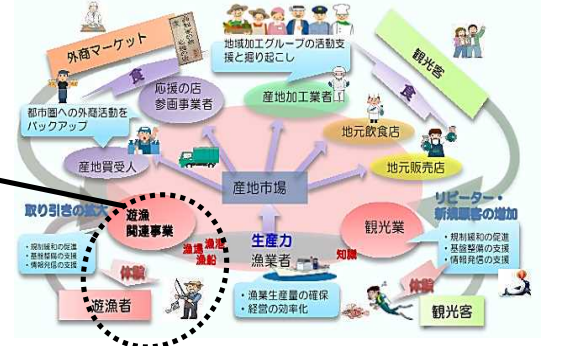 外商マーケット
地域加工グループの活動支
援と掘り起こし
観光客
食
応援の店
参画事業者
産地加工業者
食
都市圏への外商活動を
バックアップ
地元飲食店
産地買受人
地元販売店
産地市場
取り引きの拡大
遊漁
関連事業
リピーター・
新規顧客の増加
観光業
・規制緩和の促進
・基盤整備の支援
・情報発信の支援
漁場
漁港
漁船
生産力
漁業者
知識
・規制緩和の促進
・基盤整備の支援
・情報発信の支援
体験
遊漁者
・漁業生産量の確保
・経営の効率化
体験
観光客